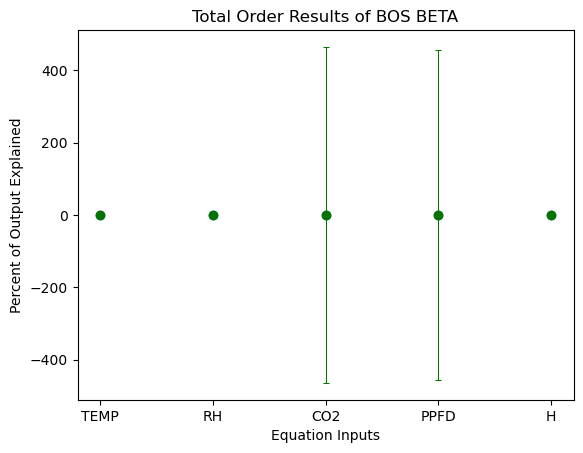 Total Order Results of BOS BETA
Percent of Output Explained
400
200
0
−200
−400
TEMP RH CO2 PPFD H
Equation Inputs